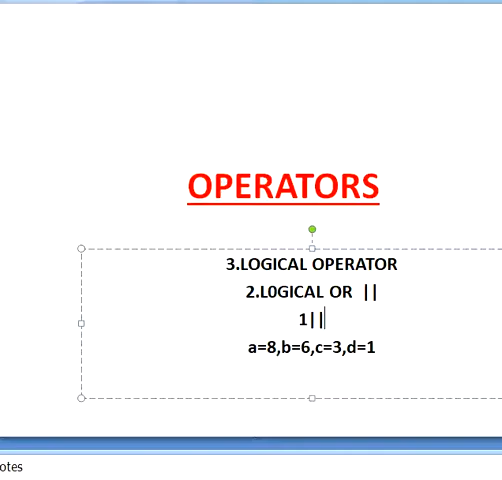 OPERATORS
3.LOGICAL OPERATOR
2.L0GICAL OR ||
1||
a=8,b=6,c=3,d=1
otes